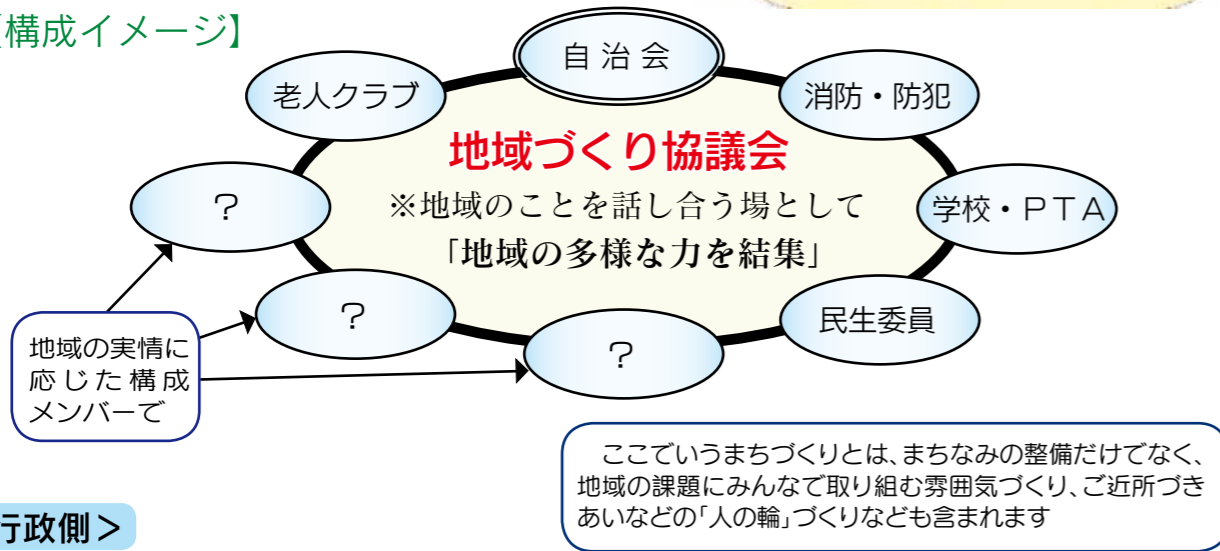 構成イメージ】
自治会
老人クラブ
消防・防犯
地域づくり協議会
?
※地域のことを話し合う場として
学校・PTA
「地域の多様な力を結集」
?
民生委員
?
地域の実情に
応じた構成
メンバーで
ここでいうまちづくりとは、まちなみの整備だけでなく、
地域の課題にみんなで取り組む雰囲気づくり、ご近所づき
あいなどの「人の輪」づくりなども含まれます
行政側＞